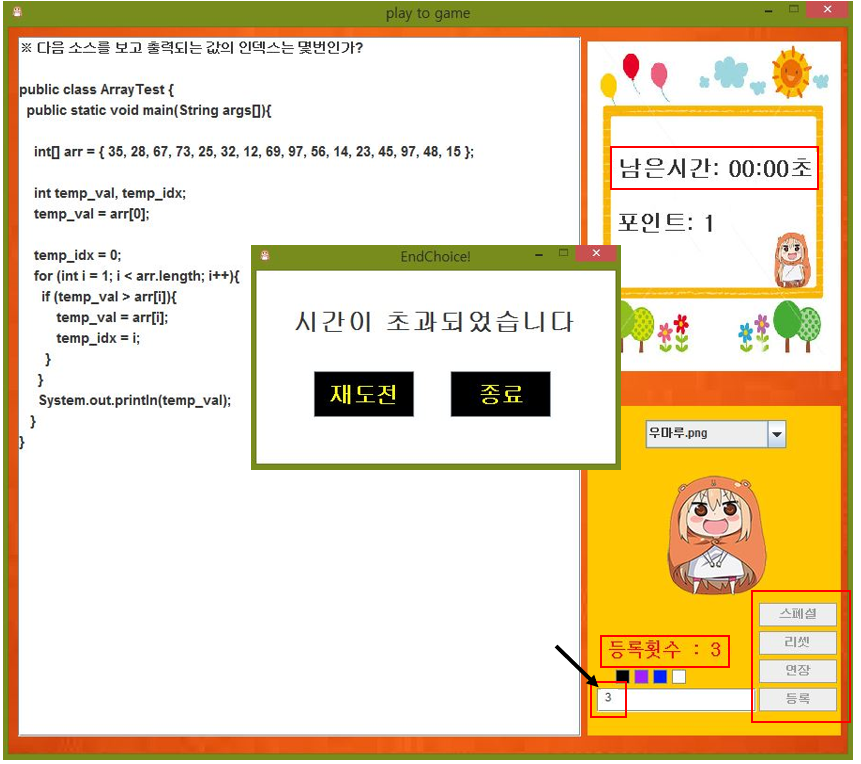 play to game
※ 다음 소스를 보고 출력되는 값의 인덱스는 몇번인가?
public class ArrayTest {
public static void main(String args[]){
int[] arr = { 35, 28, 67, 73, 25, 32, 12, 69, 97, 56, 14, 23, 45, 97, 48, 15 };
int temp_val, temp_idx;
temp_val = arr[0];
temp_idx = 0;
for (int i = 1; i < arr.length; i++){
if (temp_val > arr[i]){
temp_val = arr[i];
temp_idx = i;
}
}
System.out.println(temp_val);
}
}
남은시간: 00:00초
포인트: 1
EndChoice!
시간이 초과되었습니다
재도전
종료
우마루.png
스페셜
리셋
연장
등록
등록횟수 : 3
3